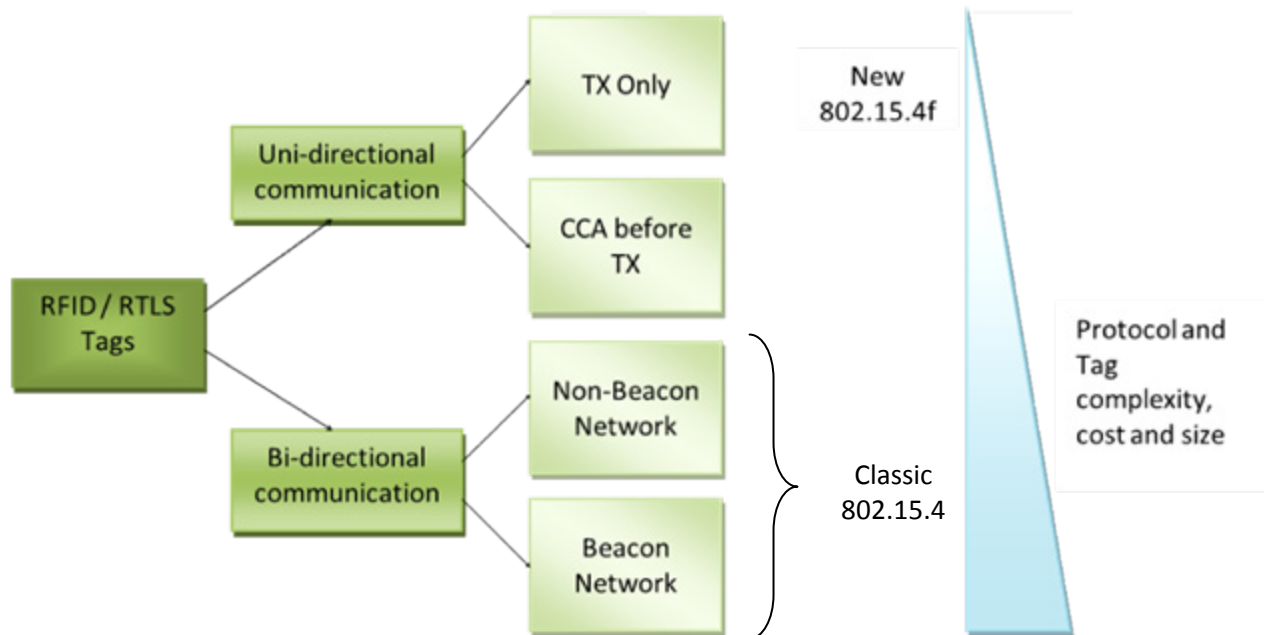 RFID / RTLS
Tags
Uni-directional
communication
Bi-directional
communication
TX Only
CCA before
TX
Non-Beacon
Network
Beacon
Network
New
802.15.4f
Classic
802.15.4
Protocol and
Tag
complexity,
cost and size